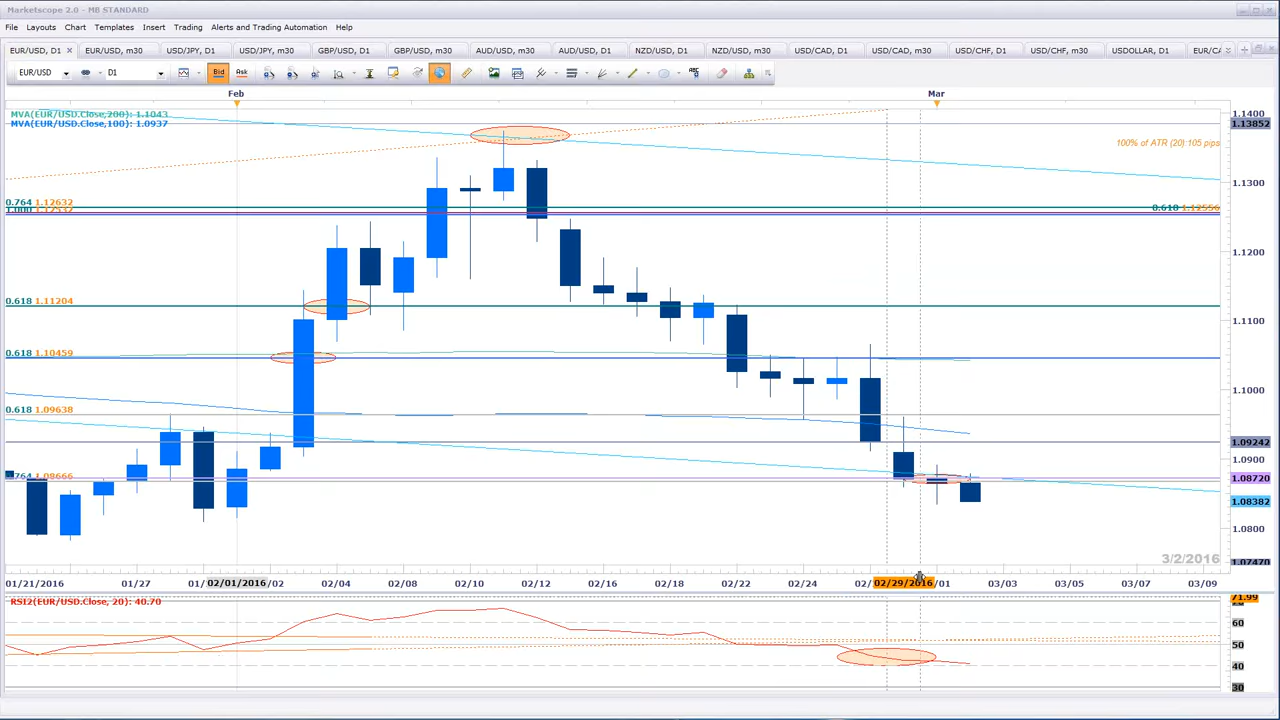 Marketscope 2.0 - MB STANDARD
File Layouts Chart Templates Insert Trading Alerts and Trading Automation Help
EUR/USD, D1 EUR/USD, m30 USD/JPY, D1 USD/JPY, m30 GBP/USD, D1 GBP/USD, m30 AUD/USD, m30 AUD/USD, D1 NZD/USD, D1 NZD/USD, m30 USD/CAD, D1 USD/CAD, m30 USD/CHF, D1 USD/CHF, m30 USDOLLAR, D1 EUR/CA
EUR/USD D1 Bid Ask
Feb Mar
MVA(EUR/USD.Close,200): 1.1043
MVA(EUR/USD.Close,100): 1.0937
1.1400
1.13852
100% of ATR (20):105 pips
1.1300
0.764 1.12632
1.000 1.12532
0.618 1.12556
1.1200
0.618 1.11204
1.1100
0.618 1.10459
1.1000
0.618 1.09638
1.09242
1.0900
0.764 1.08666
1.08720
1.08382
1.0800
3/2/2016
1.07470
01/21/2016 01/27 02/01/2016 02/04 02/08 02/12 02/16 02/18 02/22 02/24 02/29/2016 03/03 03/05 03/07 03/09
RSI2(EUR/USD.Close, 20): 40.70
71.99
60
50
40
30